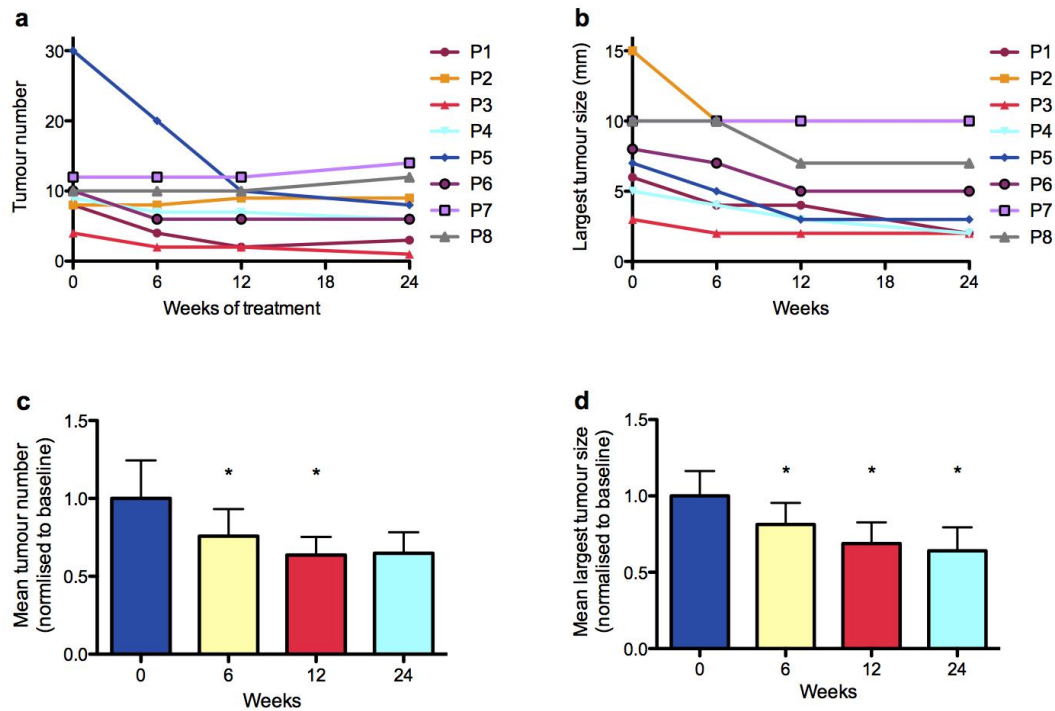 a
Tumour number
30
20
10
0
0 6 12 18 24
Weeks of treatment
P1
P2
P3
P4
P5
P6
P7
P8
b
Largest tumour size (mm)
15
10
5
0
0 6 12 18 24
Weeks
P1
P2
P3
P4
P5
P6
P7
P8
c
Mean tumour number
(normlised to baseline)
1.5
1.0
0.5
0.0
* *
0 6 12 24
Weeks
d
Mean largest tumour size
(normalised to baseline)
1.5
1.0
0.5
0.0
* * *
0 6 12 24
Weeks